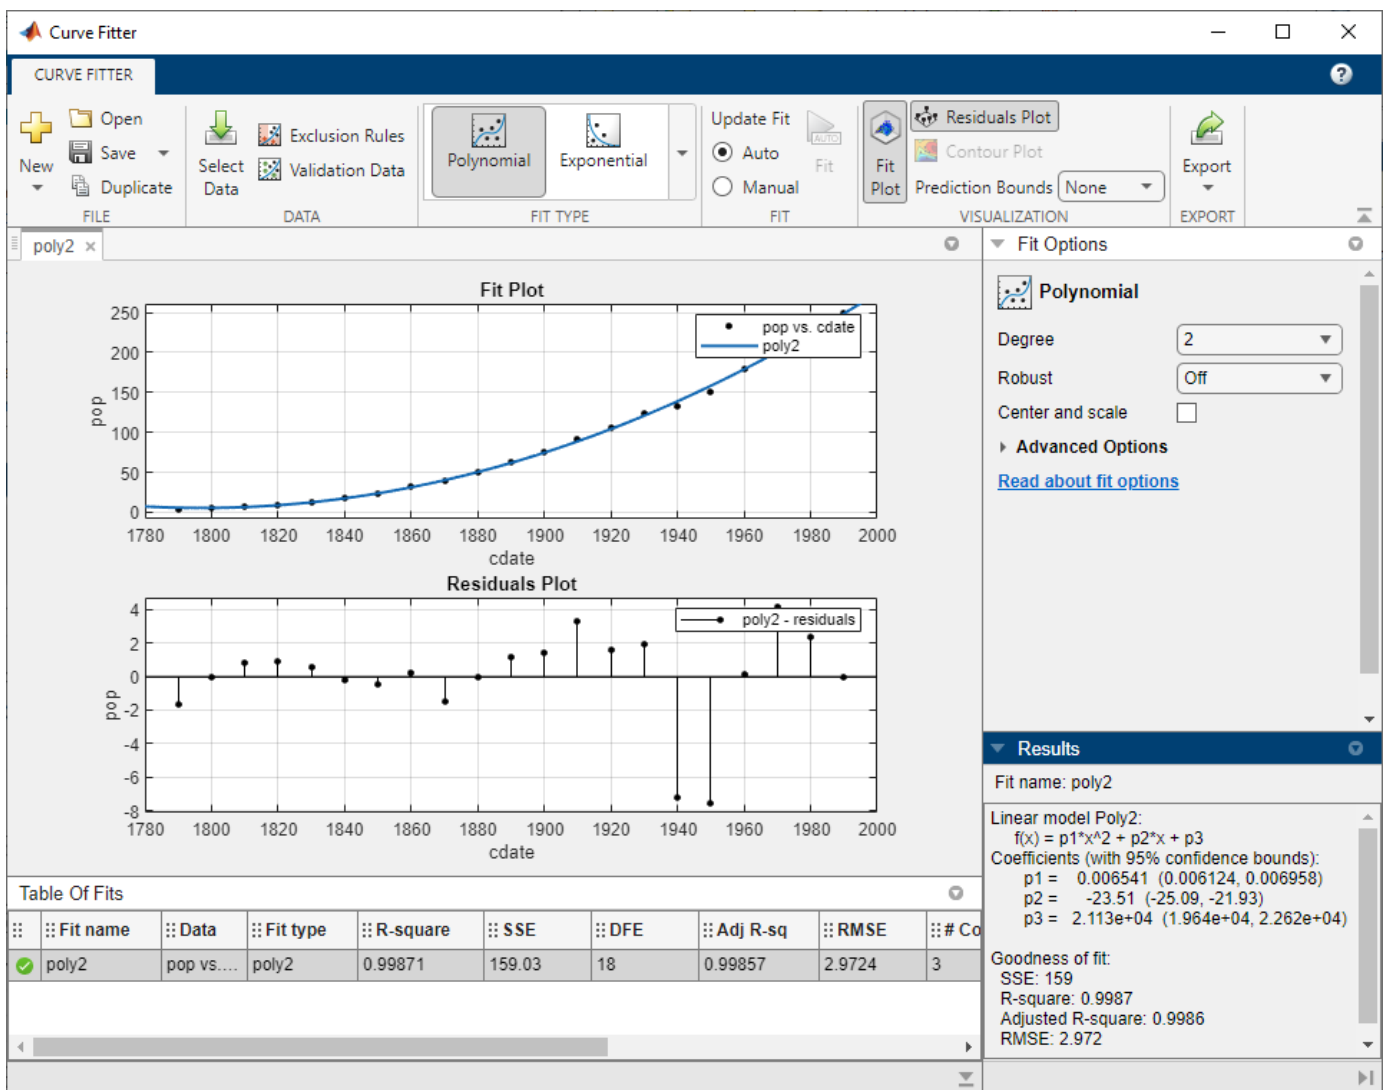 Curve Fitter
CURVE FITTER
?
New
Open
Save
Duplicate
FILE
Select Data
Exclusion Rules
Validation Data
DATA
Polynomial
Exponential
FIT TYPE
Update Fit
Auto
Manual
AUTO
Fit
FIT
Fit Plot
Residuals Plot
Contour Plot
Prediction Bounds None
VISUALIZATION
Export
EXPORT
poly2
Fit Plot
250
200
150
100
50
0
pop
pop vs. cdate
poly2
1780 1800 1820 1840 1860 1880 1900 1920 1940 1960 1980 2000
cdate
Residuals Plot
4
2
0
-2
-4
-6
-8
pop
poly2 - residuals
1780 1800 1820 1840 1860 1880 1900 1920 1940 1960 1980 2000
cdate
Table Of Fits
Fit name Data Fit type R-square SSE DFE Adj R-sq RMSE # Co
poly2 pop vs.... poly2 0.99871 159.03 18 0.99857 2.9724 3
Fit Options
Polynomial
Degree 2
Robust Off
Center and scale
Advanced Options
Read about fit options
Results
Fit name: poly2
Linear model Poly2:
f(x) = p1*x^2 + p2*x + p3
Coefficients (with 95% confidence bounds):
p1 = 0.006541 (0.006124, 0.006958)
p2 = -23.51 (-25.09, -21.93)
p3 = 2.113e+04 (1.964e+04, 2.262e+04)
Goodness of fit:
SSE: 159
R-square: 0.9987
Adjusted R-square: 0.9986
RMSE: 2.972